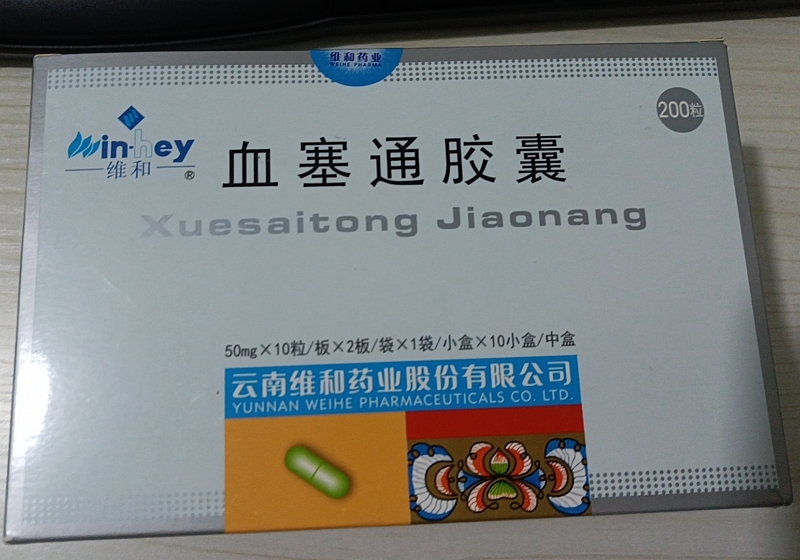 维和药业
WEIHE PHARMA
200粒
Win-hey
维和
®
血塞通胶囊
Xuesaitong Jiaonang
50mg×10粒/板×2板/袋×1袋/小盒×10小盒/中盒
云南维和药业股份有限公司
YUNNAN WEIHE PHARMACEUTICALS CO. LTD.